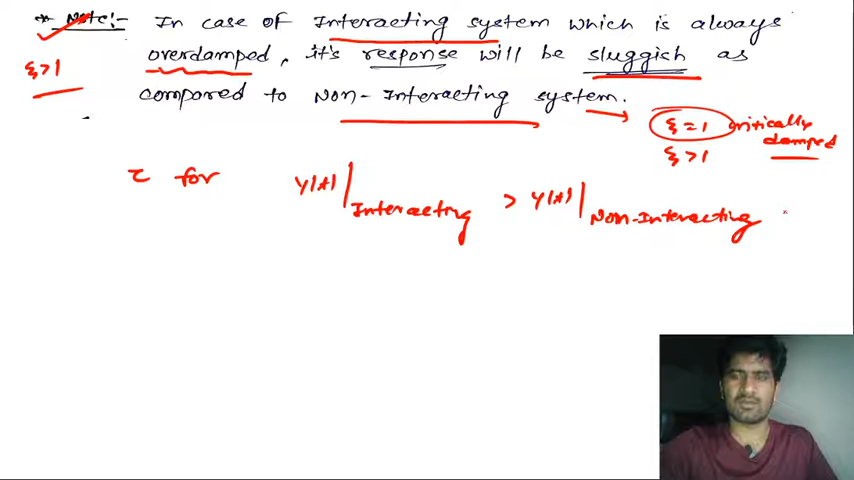 * Note:- In case of Interacting system which is always
overdamped, it's response will be sluggish as
ξ>1
compared to Non-Interacting system.
ξ=1 critically
damped
ξ>1
τ for y(t)|Interacting > y(t)|Non-Interacting